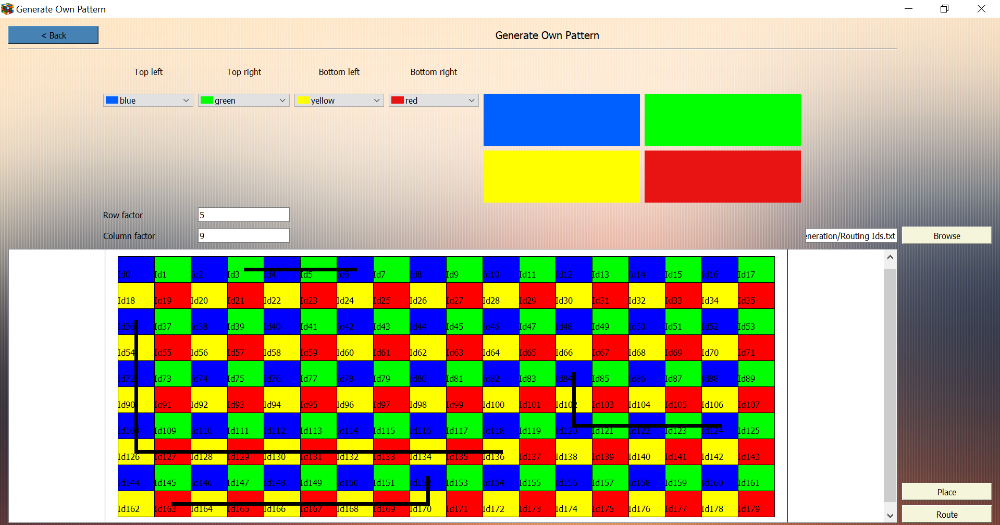 Generate Own Pattern
< Back
Generate Own Pattern
Top left Top right Bottom left Bottom right
blue green yellow red
Row factor 5
Column factor 9
eneration/Routing Ids.txt Browse
Id0 Id1 Id2 Id3 Id4 Id5 Id6 Id7 Id8 Id9 Id10 Id11 Id12 Id13 Id14 Id15 Id16 Id17
Id18 Id19 Id20 Id21 Id22 Id23 Id24 Id25 Id26 Id27 Id28 Id29 Id30 Id31 Id32 Id33 Id34 Id35
Id36 Id37 Id38 Id39 Id40 Id41 Id42 Id43 Id44 Id45 Id46 Id47 Id48 Id49 Id50 Id51 Id52 Id53
Id54 Id55 Id56 Id57 Id58 Id59 Id60 Id61 Id62 Id63 Id64 Id65 Id66 Id67 Id68 Id69 Id70 Id71
Id72 Id73 Id74 Id75 Id76 Id77 Id78 Id79 Id80 Id81 Id82 Id83 Id84 Id85 Id86 Id87 Id88 Id89
Id90 Id91 Id92 Id93 Id94 Id95 Id96 Id97 Id98 Id99 Id100 Id101 Id102 Id103 Id104 Id105 Id106 Id107
Id108 Id109 Id110 Id111 Id112 Id113 Id114 Id115 Id116 Id117 Id118 Id119 Id120 Id121 Id122 Id123 Id124 Id125
Id126 Id127 Id128 Id129 Id130 Id131 Id132 Id133 Id134 Id135 Id136 Id137 Id138 Id139 Id140 Id141 Id142 Id143
Id144 Id145 Id146 Id147 Id148 Id149 Id150 Id151 Id152 Id153 Id154 Id155 Id156 Id157 Id158 Id159 Id160 Id161
Id162 Id163 Id164 Id165 Id166 Id167 Id168 Id169 Id170 Id171 Id172 Id173 Id174 Id175 Id176 Id177 Id178 Id179
Place
Route